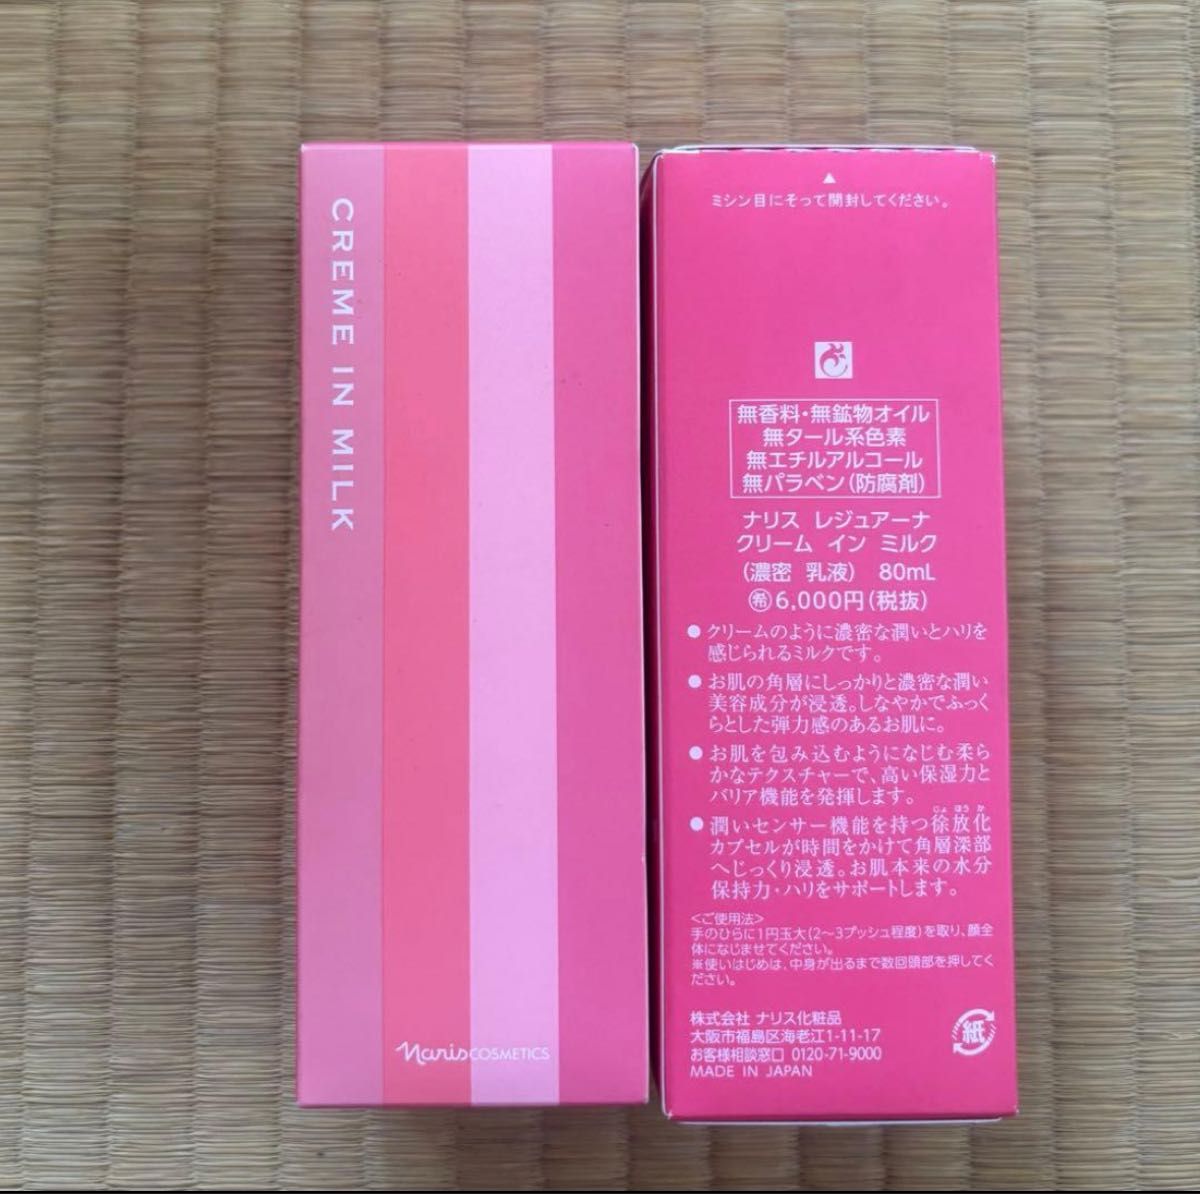 CREME IN MILK
Naris COSMETICS
ミシン目にそって開封してください。
無香料・無鉱物オイル
無タール系色素
無エチルアルコール
無パラベン(防腐剤)
ナリス レジュアーナ
クリーム イン ミルク
(濃密 乳液) 80mL
㊗6,000円(税抜)
●クリームのように濃密な潤いとハリを
感じられるミルクです。
●お肌の角層にしっかりと濃密な潤い
美容成分が浸透。しなやかでふっく
らとした弾力感のあるお肌に。
●お肌を包み込むようになじむ柔ら
かなテクスチャーで、高い保湿力と
バリア機能を発揮します。
じょ ほう か
●潤いセンサー機能を持つ徐放化
カプセルが時間をかけて角層深部
へじっくり浸透。お肌本来の水分
保持力・ハリをサポートします。
<ご使用法>
手のひらに1円玉大(2〜3プッシュ程度)を取り、顔全
体になじませてください。
※使いはじめは、中身が出るまで数回頭部を押してく
ださい。
株式会社 ナリス化粧品
大阪市福島区海老江1-11-17
お客様相談窓口 0120-71-9000
MADE IN JAPAN
紙